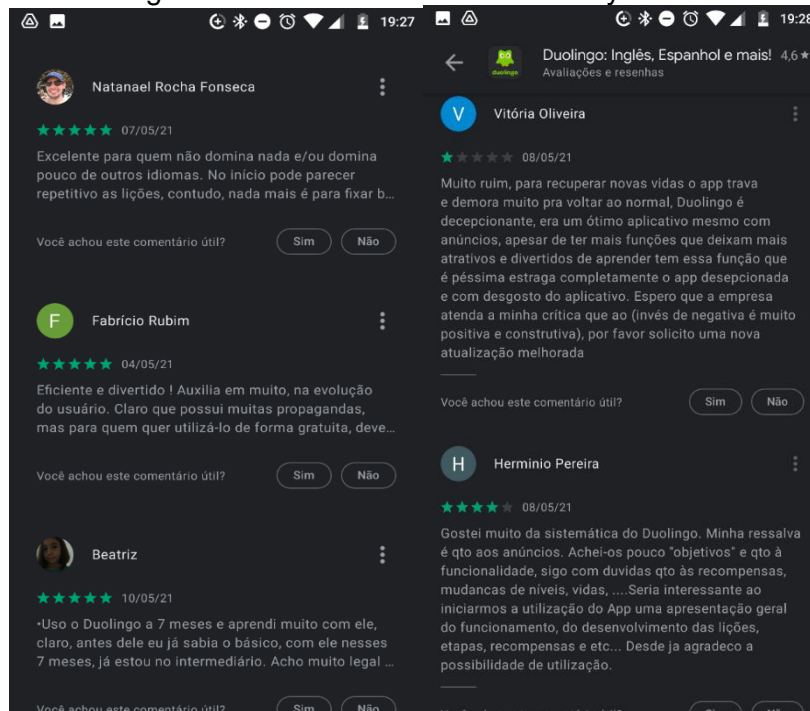 19:27
Natanael Rocha Fonseca
07/05/21
Excelente para quem não domina nada e/ou domina
pouco de outros idiomas. No início pode parecer
repetitivo as lições, contudo, nada mais é para fixar b...
Você achou este comentário útil?
Sim
Não
F
Fabrício Rubim
04/05/21
Eficiente e divertido ! Auxilia em muito, na evolução
do usuário. Claro que possui muitas propagandas,
mas para quem quer utilizá-lo de forma gratuita, deve...
Você achou este comentário útil?
Sim
Não
Beatriz
10/05/21
•Uso o Duolingo a 7 meses e aprendi muito com ele,
claro, antes dele eu já sabia o básico, com ele nesses
7 meses, já estou no intermediário. Acho muito legal ...
Você achou este comentário útil?
Sim
Não
19:28
duolingo
Duolingo: Inglês, Espanhol e mais! 4,6★
Avaliações e resenhas
V
Vitória Oliveira
08/05/21
Muito ruim, para recuperar novas vidas o app trava
e demora muito pra voltar ao normal, Duolingo é
decepcionante, era um ótimo aplicativo mesmo com
anúncios, apesar de ter mais funções que deixam mais
atrativos e divertidos de aprender tem essa função que
é péssima estraga completamente o app desepcionada
e com desgosto do aplicativo. Espero que a empresa
atenda a minha crítica que ao (invés de negativa é muito
positiva e construtiva), por favor solicito uma nova
atualização melhorada
Você achou este comentário útil?
Sim
Não
H
Herminio Pereira
08/05/21
Gostei muito da sistemática do Duolingo. Minha ressalva
é qto aos anúncios. Achei-os pouco "objetivos" e qto à
funcionalidade, sigo com duvidas qto às recompensas,
mudanças de níveis, vidas, ....Seria interessante ao
iniciarmos a utilização do App uma apresentação geral
do funcionamento, do desenvolvimento das lições,
etapas, recompensas e etc... Desde ja agradeco a
possibilidade de utilização.